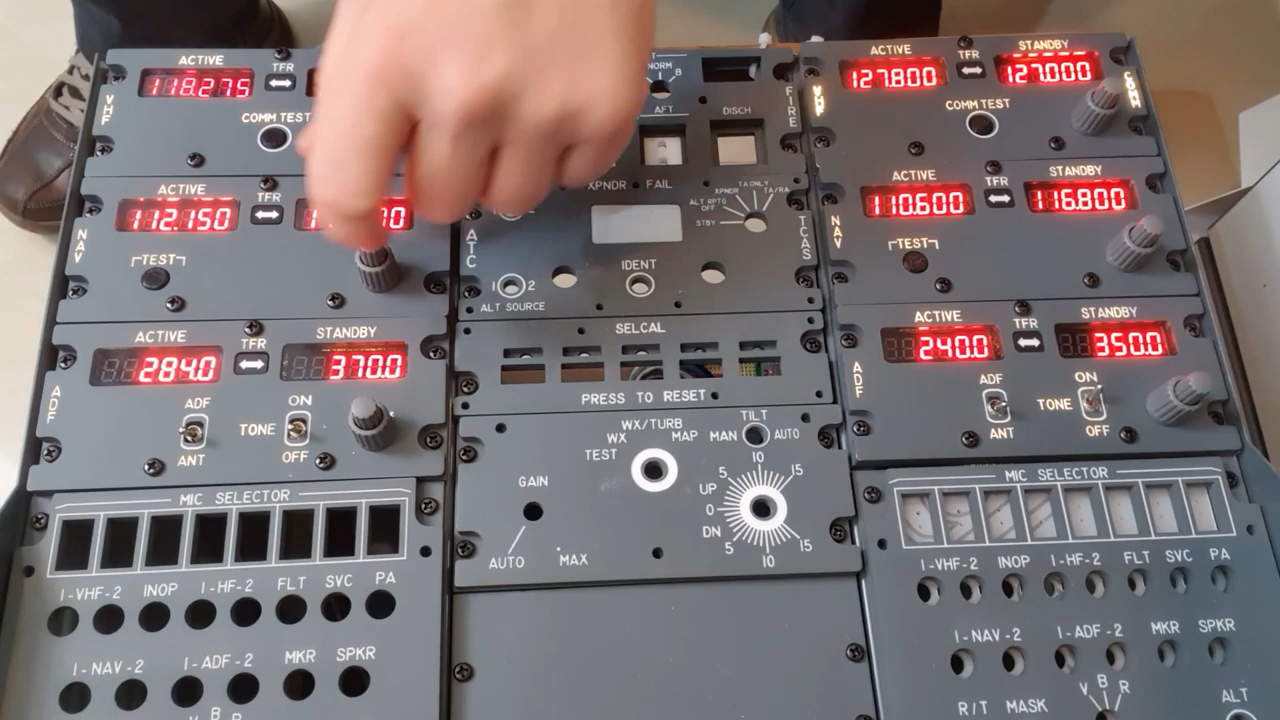 ACTIVE
TFR
118.275
VHF
COMM TEST
NORM
B
AFT
DISCH
FIRE
ACTIVE
STANDBY
TFR
127.800
127.000
VHF
COMM
COMM TEST
ACTIVE
TFR
112.150
NAV
TEST
XPNDR FAIL
ALT RPTG
OFF
XPNDR
TA ONLY
TA/RA
STBY
ATC
TCAS
IDENT
1 2
ALT SOURCE
ACTIVE
STANDBY
TFR
110.600
116.800
NAV
TEST
ACTIVE
STANDBY
TFR
284.0
370.0
ADF
ADF
ANT
TONE
ON
OFF
SELCAL
PRESS TO RESET
ACTIVE
STANDBY
TFR
240.0
350.0
ADF
ADF
ANT
TONE
ON
OFF
WX/TURB
WX
MAP
TEST
GAIN
AUTO
MAX
TILT
MAN
AUTO
10
5
15
UP
0
DN
5
15
10
MIC SELECTOR
1-VHF-2 INOP 1-HF-2 FLT SVC PA
1-NAV-2 1-ADF-2 MKR SPKR
V B R
MIC SELECTOR
1-VHF-2 INOP 1-HF-2 FLT SVC PA
1-NAV-2 1-ADF-2 MKR SPKR
V B R
R/T MASK
ALT